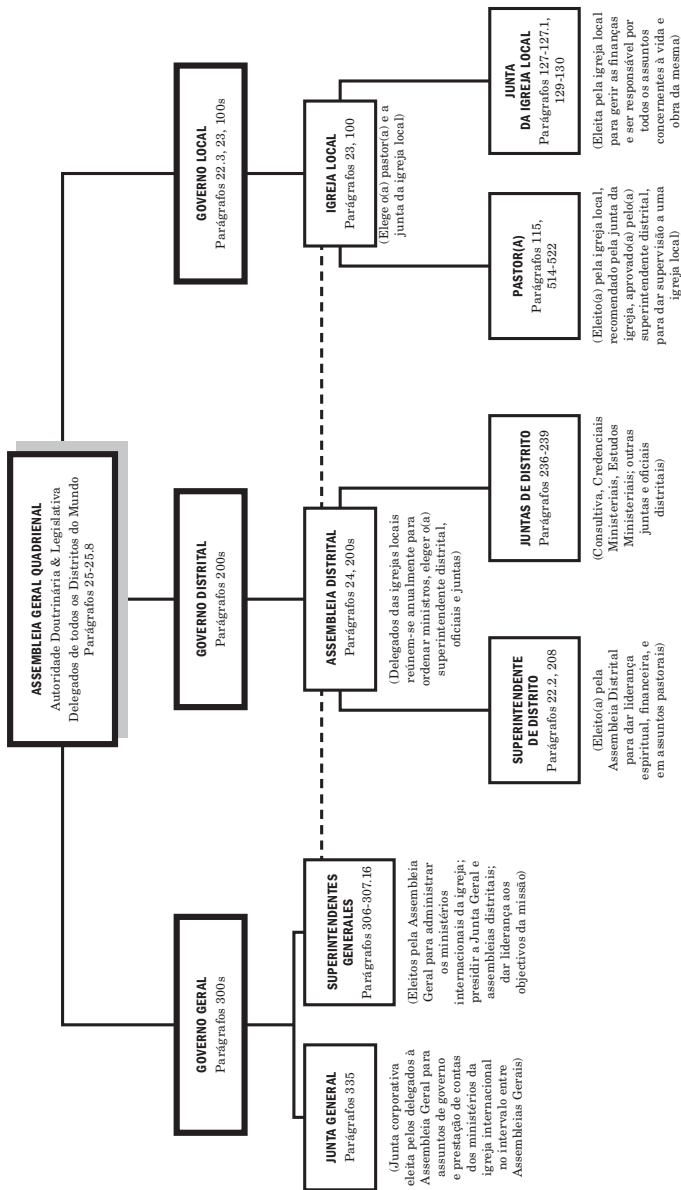 ASSEMBLEIA GERAL QUADRIENAL
Autoridade Doutrinária & Legislativa
Delegados de todos os Distritos do Mundo
Parágrafos 25-25.8
GOVERNO GERAL
Parágrafos 300s
GOVERNO DISTRITAL
Parágrafos 200s
GOVERNO LOCAL
Parágrafos 22.3, 23, 100s
JUNTA GENERAL
Parágrafos 335
(Junta corporativa
eleita pelos delegados à
Assembleia Geral para
assuntos de governo
e prestação de contas
dos ministérios da
igreja internacional
no intervalo entre
Assembleias Gerais)
SUPERINTENDENTES
GENERALES
Parágrafos 306-307.16
(Eleitos pela Assembleia
Geral para administrar
os ministérios
internacionais da igreja;
presidir a Junta Geral e
assembleias distritais;
dar liderança aos
objectivos da missão)
ASSEMBLEIA DISTRITAL
Parágrafos 24, 200s
(Delegados das igrejas locais
reúnem-se anualmente para
ordenar ministros, eleger o(a)
superintendente distrital,
oficiais e juntas)
IGREJA LOCAL
Parágrafos 23, 100
(Elege o(a) pastor(a) e a
junta da igreja local)
SUPERINTENDENTE
DE DISTRITO
Parágrafos 22.2, 208
(Eleito(a) pela
Assembleia Distrital
para dar liderança
espiritual, financeira, e
em assuntos pastorais)
JUNTAS DE DISTRITO
Parágrafos 236-239
(Consultiva, Credenciais
Ministeriais, Estudos
Ministeriais; outras
juntas e oficiais
distritais)
PASTOR(A)
Parágrafos 115,
514-522
(Eleito(a) pela igreja local,
recomendado pela junta da
igreja, aprovado(a) pelo(a)
superintendente distrital,
para dar supervisão a uma
igreja local)
JUNTA
DA IGREJA LOCAL
Parágrafos 127-127.1,
129-130
(Eleita pela igreja local
para gerir as finanças
e ser responsável por
todos os assuntos
concernentes à vida e
obra da mesma)